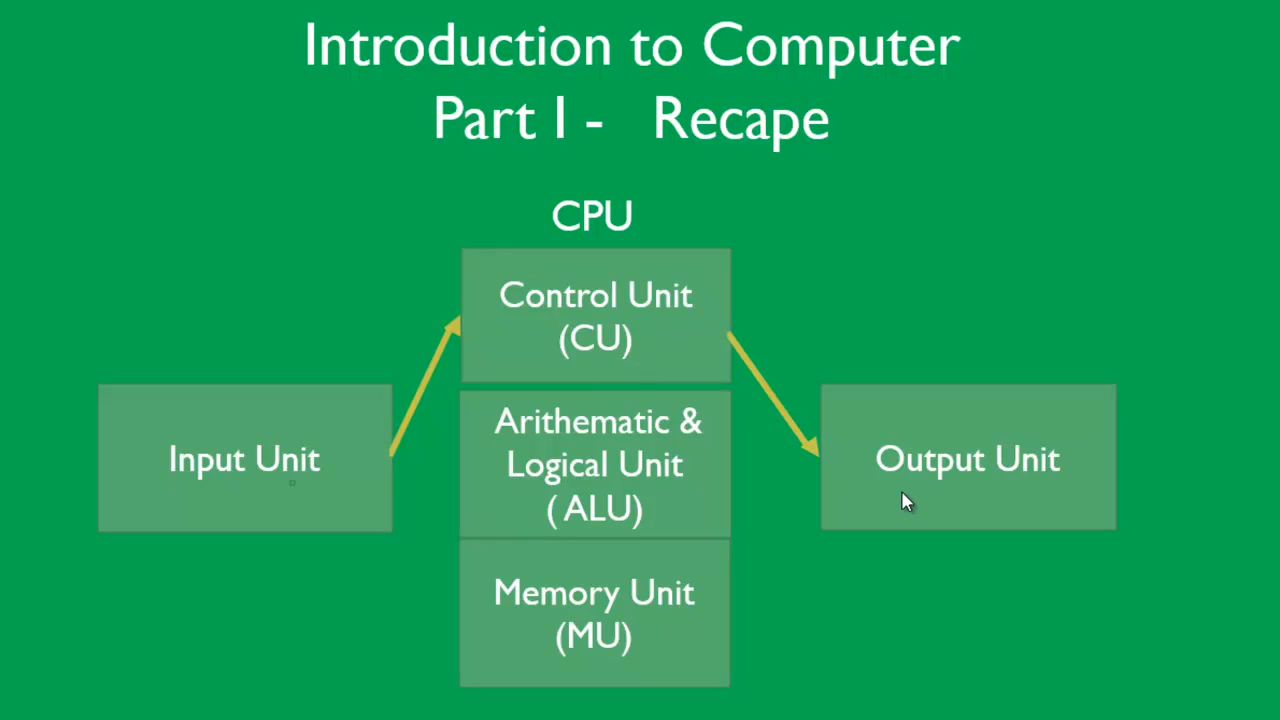 Introduction to Computer
Part I - Recape
CPU
Control Unit
(CU)
Input Unit
Arithematic &
Logical Unit
( ALU)
Output Unit
Memory Unit
(MU)